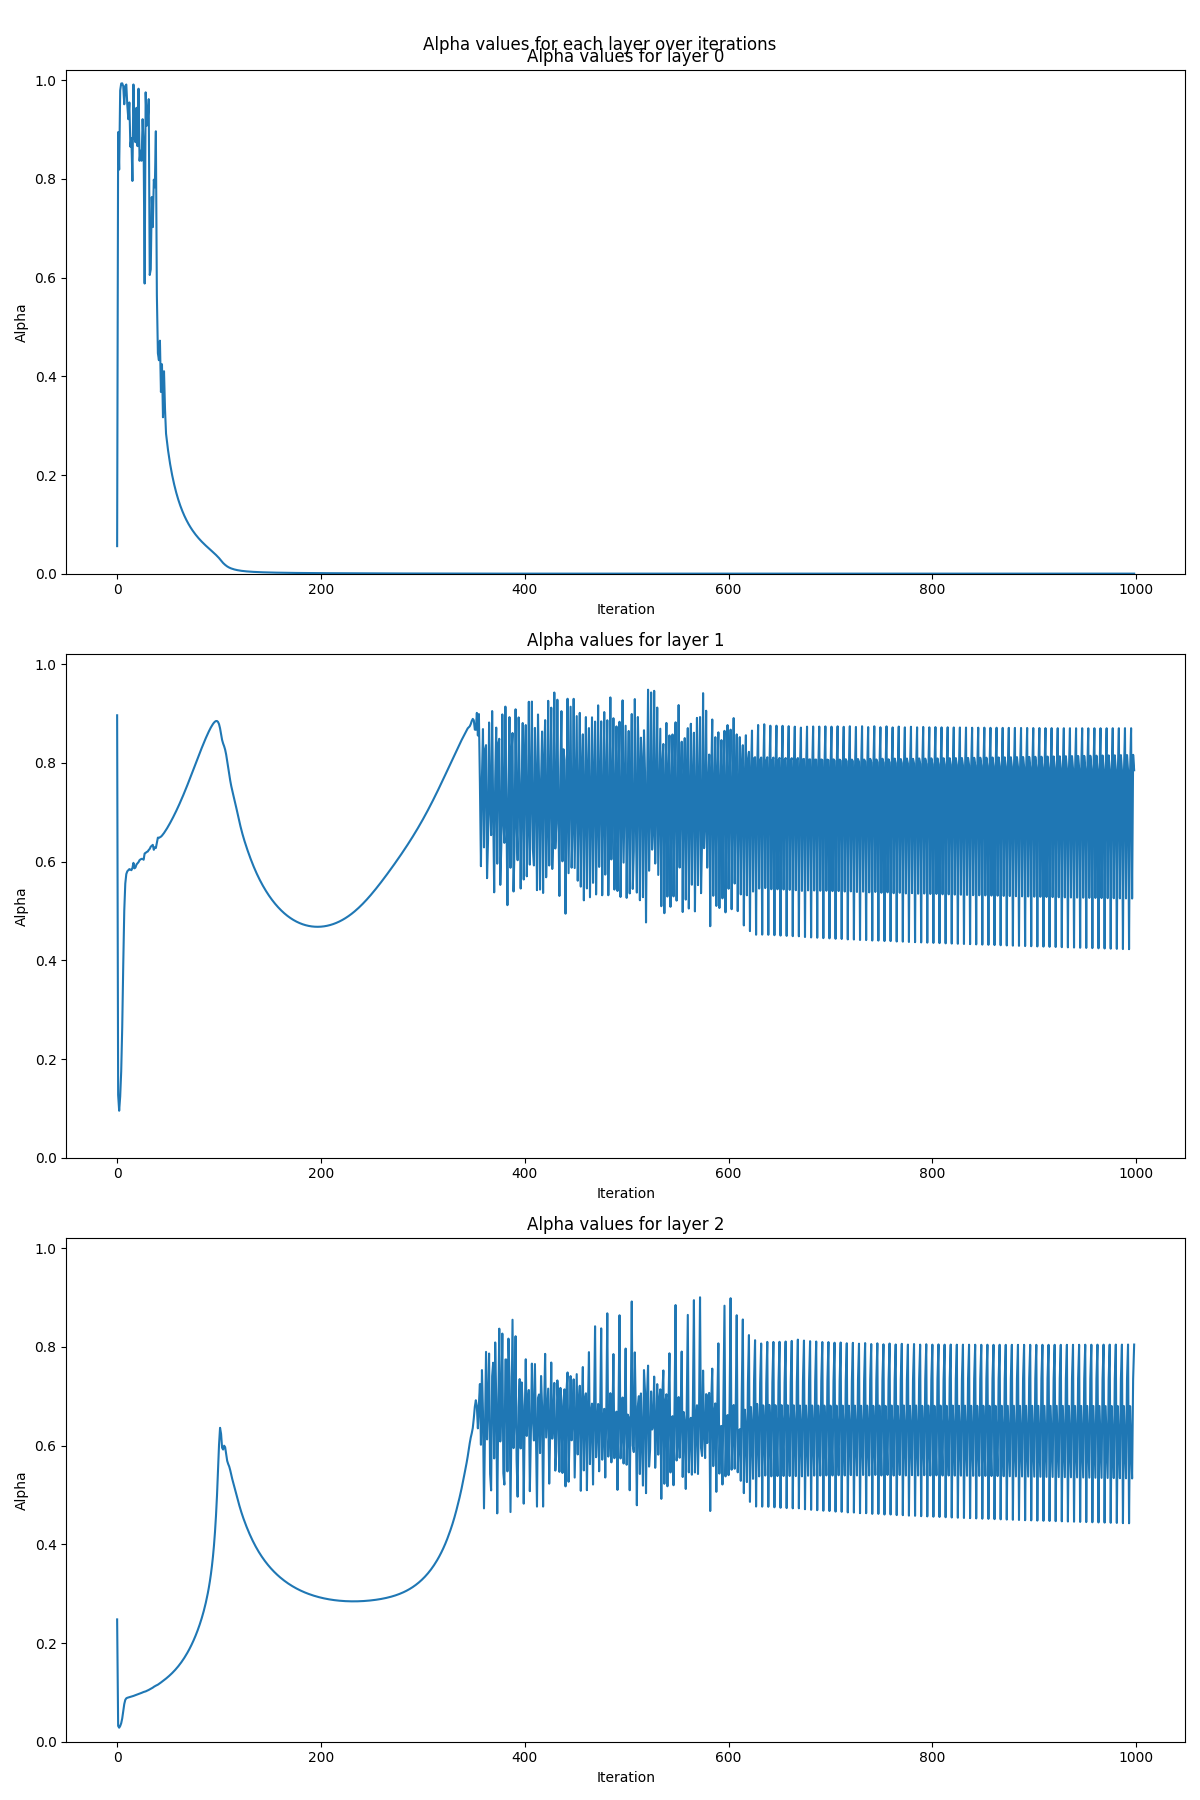 Alpha values for each layer over iterations
Alpha values for layer 0
1.0
0.8
0.6
0.4
0.2
0.0
Alpha
0 200 400 600 800 1000
Iteration
Alpha values for layer 1
1.0
0.8
0.6
0.4
0.2
0.0
Alpha
0 200 400 600 800 1000
Iteration
Alpha values for layer 2
1.0
0.8
0.6
0.4
0.2
0.0
Alpha
0 200 400 600 800 1000
Iteration